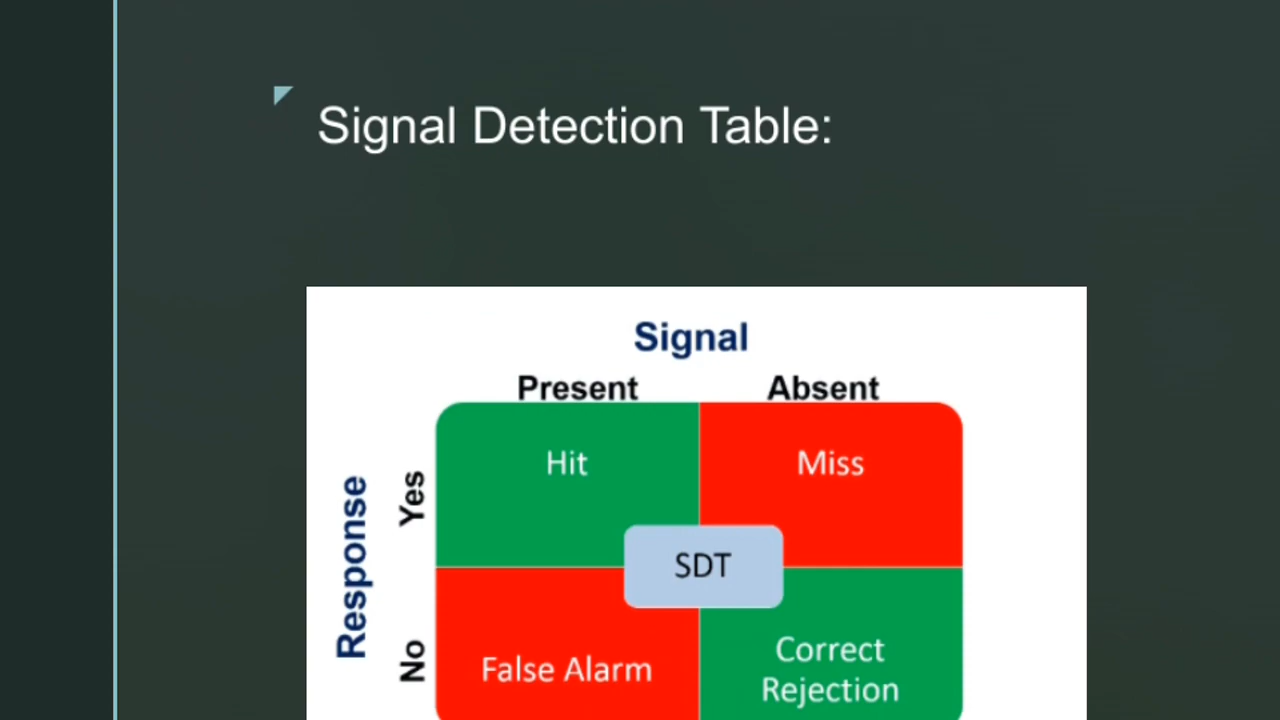 Signal Detection Table:
Signal
Present Absent
Response
Yes
Hit Miss
SDT
No
False Alarm
Correct
Rejection